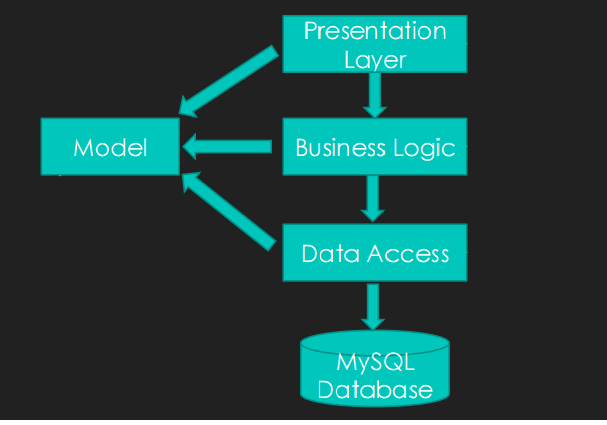 Presentation
Layer
Model
Business Logic
Data Access
MySQL
Database